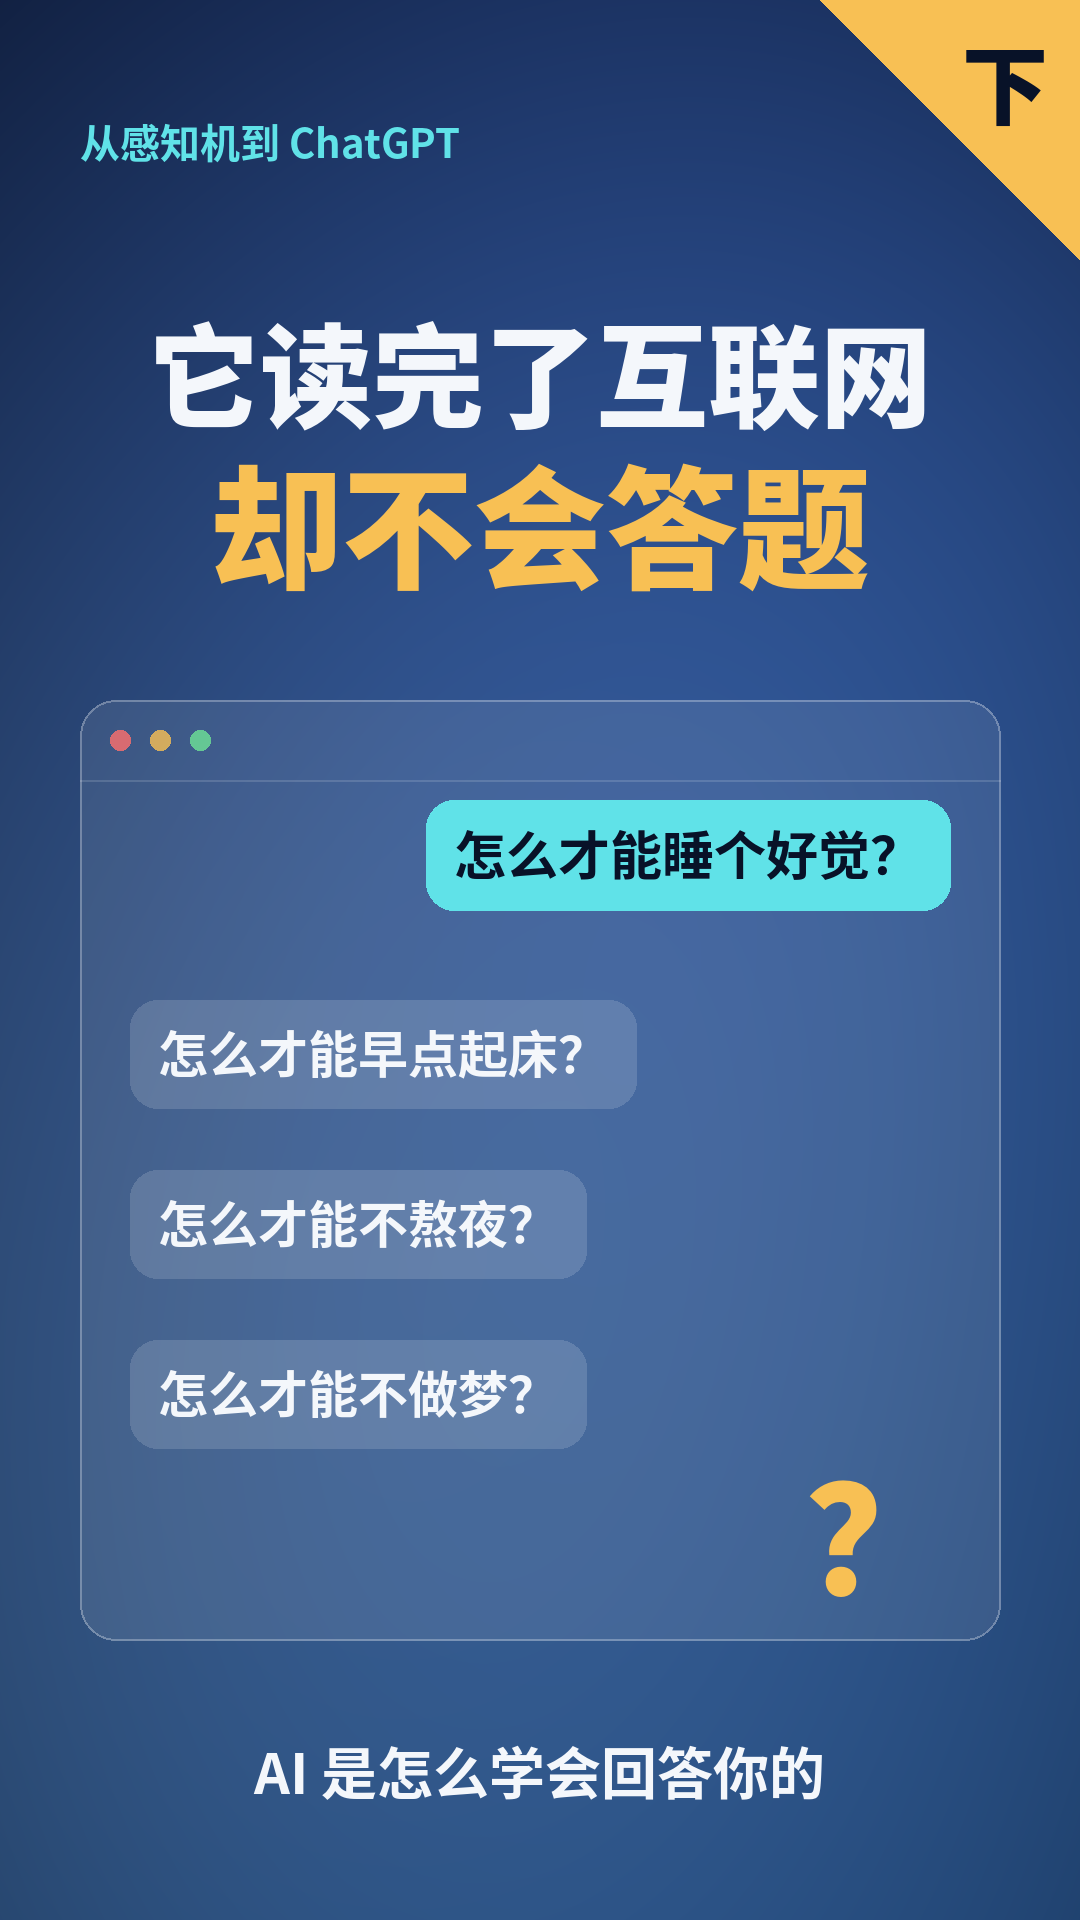 下
从感知机到 ChatGPT
它读完了互联网
却不会答题
怎么才能睡个好觉?
怎么才能早点起床?
怎么才能不熬夜?
怎么才能不做梦?
?
AI 是怎么学会回答你的